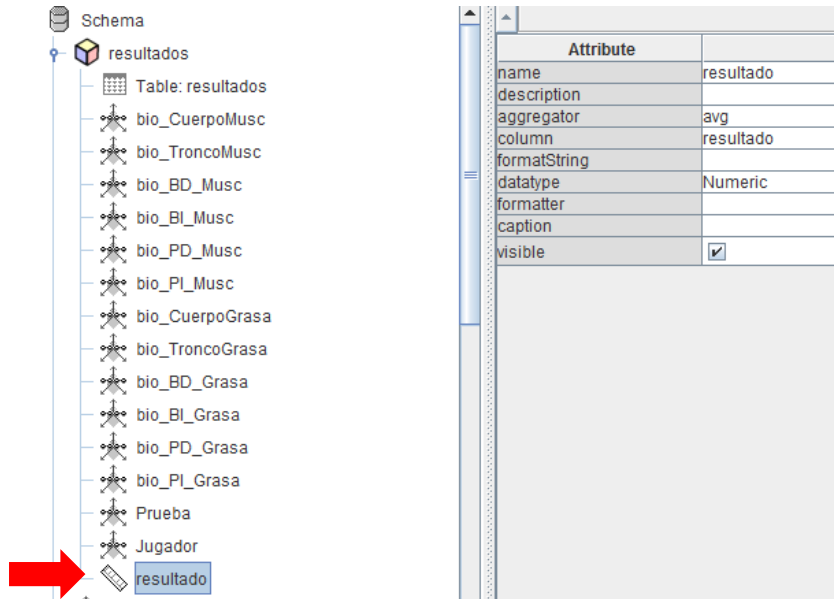 Schema
resultados
Table: resultados
bio_CuerpoMusc
bio_TroncoMusc
bio_BD_Musc
bio_BI_Musc
bio_PD_Musc
bio_PI_Musc
bio_CuerpoGrasa
bio_TroncoGrasa
bio_BD_Grasa
bio_BI_Grasa
bio_PD_Grasa
bio_PI_Grasa
Prueba
Jugador
resultado
Attribute
name resultado
description
aggregator avg
column resultado
formatString
datatype Numeric
formatter
caption
visible